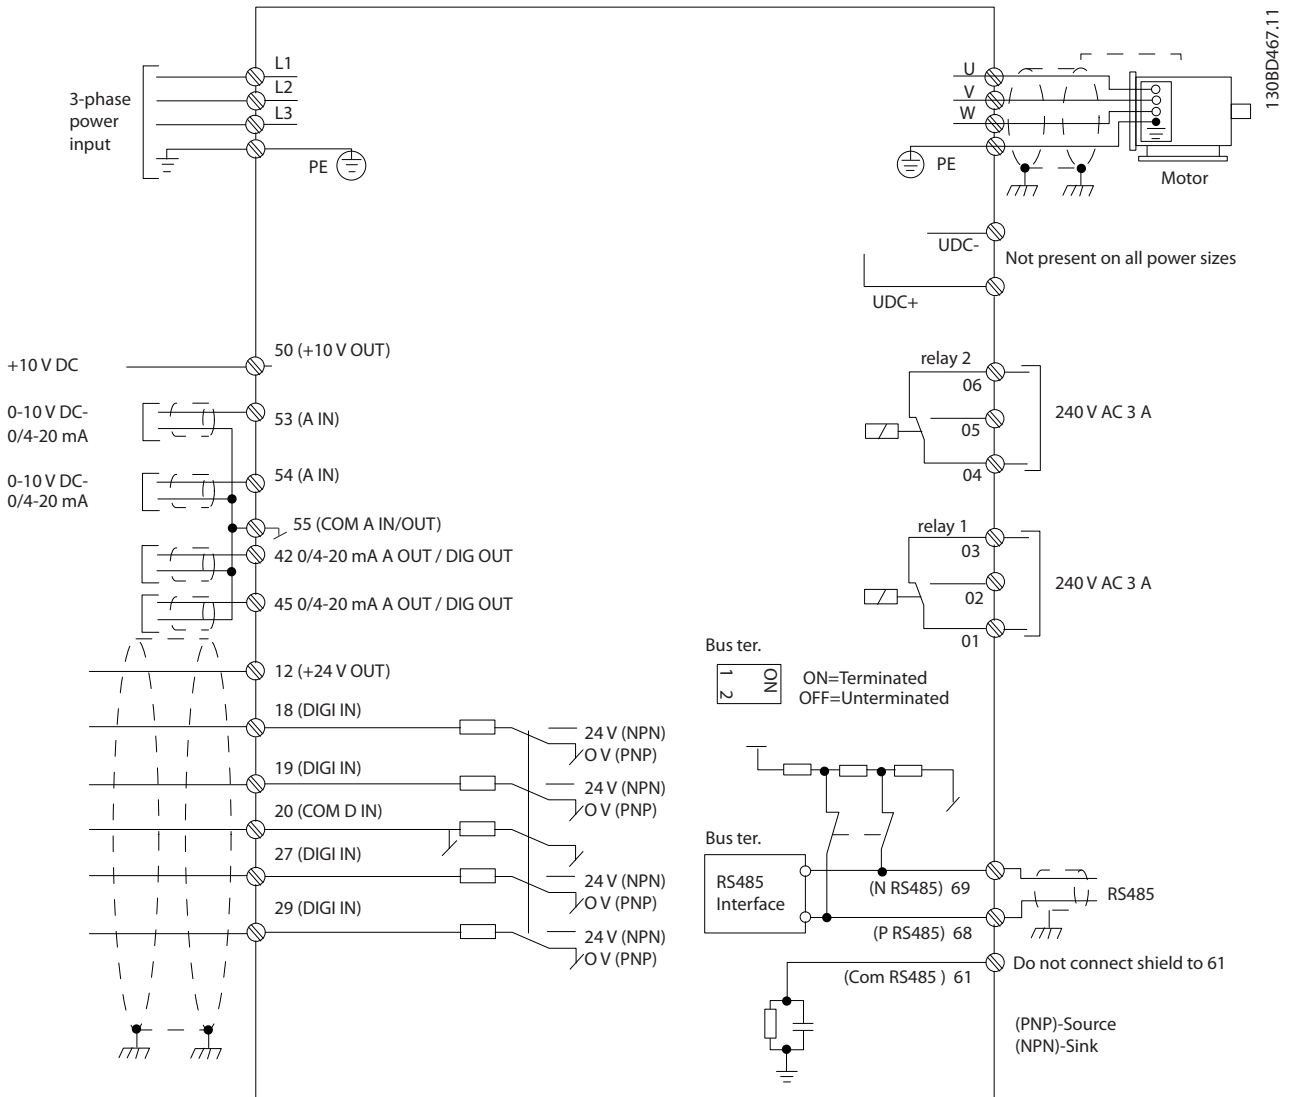 130BD467.11
L1
L2
L3
3-phase
power
input
PE
U
V
W
PE
Motor
UDC-
Not present on all power sizes
UDC+
+10 V DC
50 (+10 V OUT)
0-10 V DC-
0/4-20 mA
53 (A IN)
0-10 V DC-
0/4-20 mA
54 (A IN)
55 (COM A IN/OUT)
42 0/4-20 mA A OUT / DIG OUT
45 0/4-20 mA A OUT / DIG OUT
12 (+24 V OUT)
18 (DIGI IN)
24 V (NPN)
O V (PNP)
19 (DIGI IN)
24 V (NPN)
O V (PNP)
20 (COM D IN)
27 (DIGI IN)
24 V (NPN)
O V (PNP)
29 (DIGI IN)
24 V (NPN)
O V (PNP)
relay 2
06
05
04
240 V AC 3 A
relay 1
03
02
01
240 V AC 3 A
Bus ter.
1 2
ON
ON=Terminated
OFF=Unterminated
Bus ter.
RS485
Interface
(N RS485) 69
RS485
(P RS485) 68
(Com RS485 ) 61
Do not connect shield to 61
(PNP)-Source
(NPN)-Sink